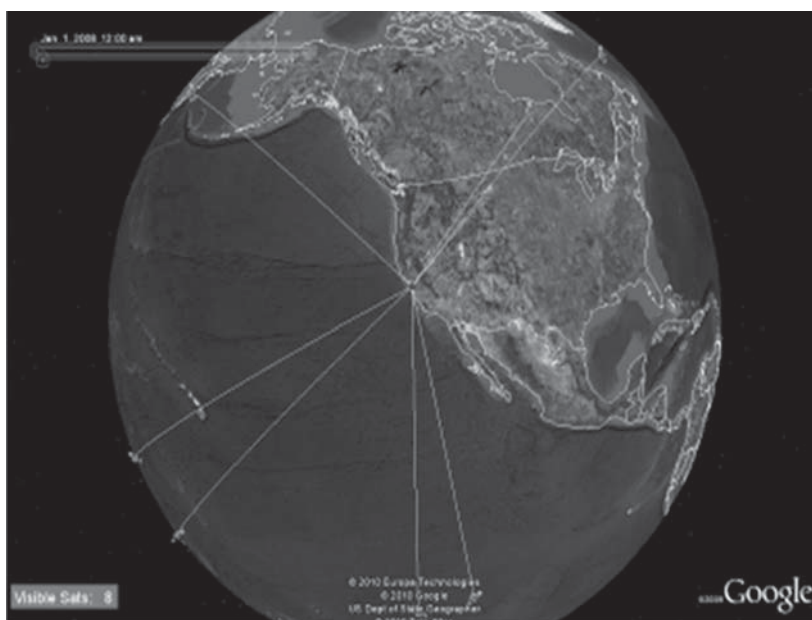 Jan 1, 2008 12:00 am
© 2010 Europa Technologies
© 2010 Google
US Dept of State Geographer
Visible Sats: 8
Google